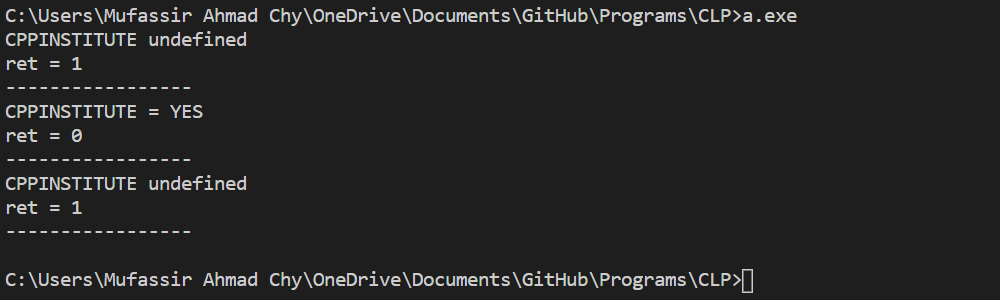 C:\Users\Mufassir Ahmad Chy\OneDrive\Documents\GitHub\Programs\CLP>a.exe
CPPINSTITUTE undefined
ret = 1
-----------------
CPPINSTITUTE = YES
ret = 0
-----------------
CPPINSTITUTE undefined
ret = 1
-----------------
C:\Users\Mufassir Ahmad Chy\OneDrive\Documents\GitHub\Programs\CLP>